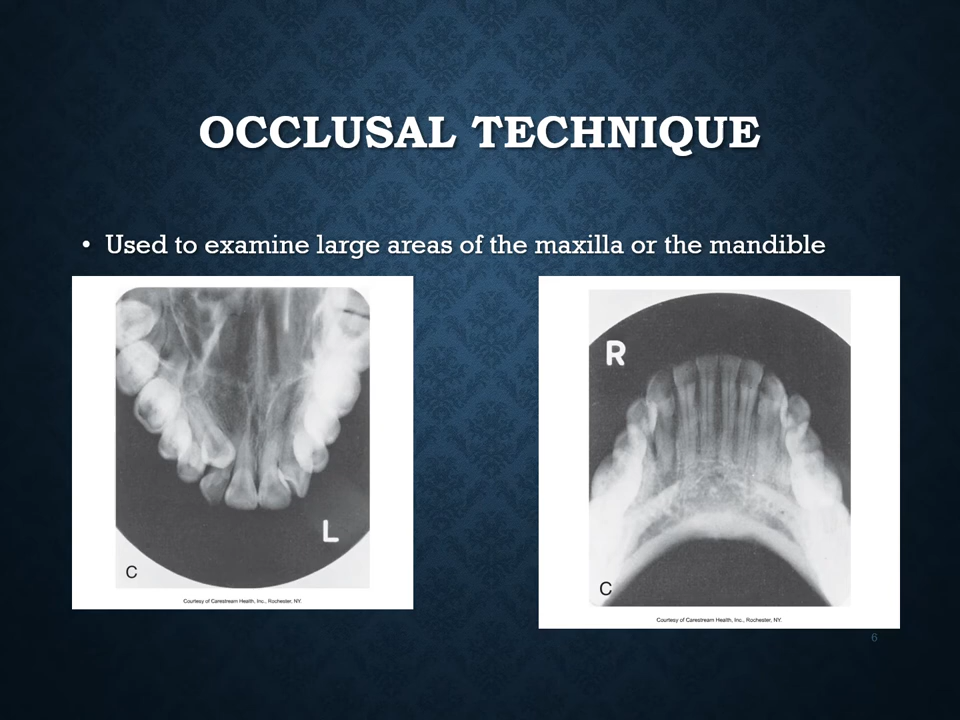 OCCLUSAL TECHNIQUE
• Used to examine large areas of the maxilla or the mandible
L
C
Courtesy of Carestream Health, Inc., Rochester, NY.
R
C
Courtesy of Carestream Health, Inc., Rochester, NY.
6